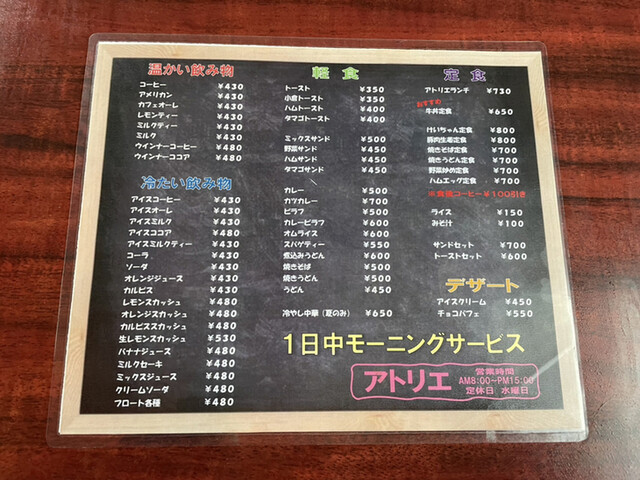 温かい飲み物
コーヒー ¥430
アメリカン ¥430
カフェオーレ ¥430
レモンティー ¥430
ミルクティー ¥430
ミルク ¥430
ウインナーコーヒー ¥480
ウインナーココア ¥480
冷たい飲み物
アイスコーヒー ¥430
アイスオーレ ¥430
アイスミルク ¥430
アイスココア ¥480
アイスミルクティー ¥430
コーラ ¥430
ソーダ ¥430
オレンジジュース ¥430
カルピス ¥430
レモンスカッシュ ¥480
オレンジスカッシュ ¥480
カルピススカッシュ ¥480
生レモンスカッシュ ¥530
バナナジュース ¥480
ミルクセーキ ¥480
ミックスジュース ¥480
クリームソーダ ¥480
フロート各種 ¥480
軽食
トースト ¥350
小倉トースト ¥350
ハムトースト ¥400
タマゴトースト ¥400
ミックスサンド ¥500
野菜サンド ¥450
ハムサンド ¥450
タマゴサンド ¥450
カレー ¥500
カツカレー ¥700
ピラフ ¥500
カレーピラフ ¥600
オムライス ¥600
スパゲティー ¥550
煮込みうどん ¥600
焼きそば ¥500
焼きうどん ¥500
うどん ¥450
冷やし中華(夏のみ) ¥650
定食
アトリエランチ ¥730
おすすめ
牛丼定食 ¥650
けいちゃん定食 ¥800
豚肉生姜定食 ¥800
焼きそば定食 ¥700
焼きうどん定食 ¥700
野菜炒め定食 ¥700
ハムエッグ定食 ¥700
※食後コーヒー¥100引き
ライス ¥150
みそ汁 ¥100
サンドセット ¥700
トーストセット ¥600
デザート
アイスクリーム ¥450
チョコパフェ ¥550
1日中モーニングサービス
アトリエ
営業時間
AM8:00~PM15:00
定休日 水曜日